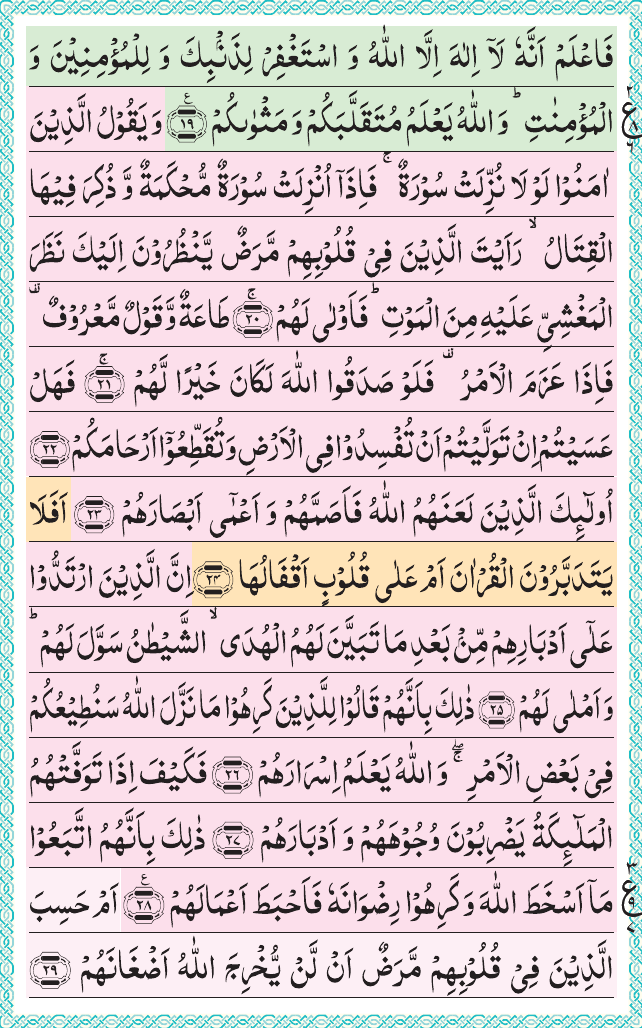 فَاعْلَمْ اَنَّهٗ لَاۤ اِلٰهَ اِلَّا اللّٰهُ وَ اسْتَغْفِرْ لِذَنْۢبِكَ وَ لِلْمُؤْمِنِیْنَ وَ
الْمُؤْمِنٰتِ ؕ وَ اللّٰهُ یَعْلَمُ مُتَقَلَّبَكُمْ وَ مَثْوٰىكُمْ ﴿۱۹﴾ وَ یَقُوْلُ الَّذِیْنَ
اٰمَنُوْا لَوْ لَا نُزِّلَتْ سُوْرَةٌ ۚ فَاِذَاۤ اُنْزِلَتْ سُوْرَةٌ مُّحْكَمَةٌ وَّ ذُكِرَ فِیْهَا
الْقِتَالُ ۙ رَاَیْتَ الَّذِیْنَ فِیْ قُلُوْبِهِمْ مَّرَضٌ یَّنْظُرُوْنَ اِلَیْكَ نَظَرَ
الْمَغْشِیِّ عَلَیْهِ مِنَ الْمَوْتِ ؕ فَاَوْلٰى لَهُمْ ﴿۲۰﴾ۚ طَاعَةٌ وَّ قَوْلٌ مَّعْرُوْفٌ ۫
فَاِذَا عَزَمَ الْاَمْرُ ۫ فَلَوْ صَدَقُوا اللّٰهَ لَكَانَ خَیْرًا لَّهُمْ ﴿۲۱﴾ۚ فَهَلْ
عَسَیْتُمْ اِنْ تَوَلَّیْتُمْ اَنْ تُفْسِدُوْا فِی الْاَرْضِ وَ تُقَطِّعُوْۤا اَرْحَامَكُمْ ﴿۲۲﴾
اُولٰٓىِٕكَ الَّذِیْنَ لَعَنَهُمُ اللّٰهُ فَاَصَمَّهُمْ وَ اَعْمٰۤى اَبْصَارَهُمْ ﴿۲۳﴾ اَفَلَا
یَتَدَبَّرُوْنَ الْقُرْاٰنَ اَمْ عَلٰى قُلُوْبٍ اَقْفَالُهَا ﴿۲۴﴾ اِنَّ الَّذِیْنَ ارْتَدُّوْا
عَلٰۤى اَدْبَارِهِمْ مِّنْۢ بَعْدِ مَا تَبَیَّنَ لَهُمُ الْهُدَى ۙ الشَّیْطٰنُ سَوَّلَ لَهُمْ ؕ
وَ اَمْلٰى لَهُمْ ﴿۲۵﴾ ذٰلِكَ بِاَنَّهُمْ قَالُوْا لِلَّذِیْنَ كَرِهُوْا مَا نَزَّلَ اللّٰهُ سَنُطِیْعُكُمْ
فِیْ بَعْضِ الْاَمْرِ ۖۚ وَ اللّٰهُ یَعْلَمُ اِسْرَارَهُمْ ﴿۲۶﴾ فَكَیْفَ اِذَا تَوَفَّتْهُمُ
الْمَلٰٓىِٕكَةُ یَضْرِبُوْنَ وُجُوْهَهُمْ وَ اَدْبَارَهُمْ ﴿۲۷﴾ ذٰلِكَ بِاَنَّهُمُ اتَّبَعُوْا
مَاۤ اَسْخَطَ اللّٰهَ وَ كَرِهُوْا رِضْوَانَهٗ فَاَحْبَطَ اَعْمَالَهُمْ ﴿۲۸﴾ اَمْ حَسِبَ
الَّذِیْنَ فِیْ قُلُوْبِهِمْ مَّرَضٌ اَنْ لَّنْ یُّخْرِجَ اللّٰهُ اَضْغَانَهُمْ ﴿۲۹﴾